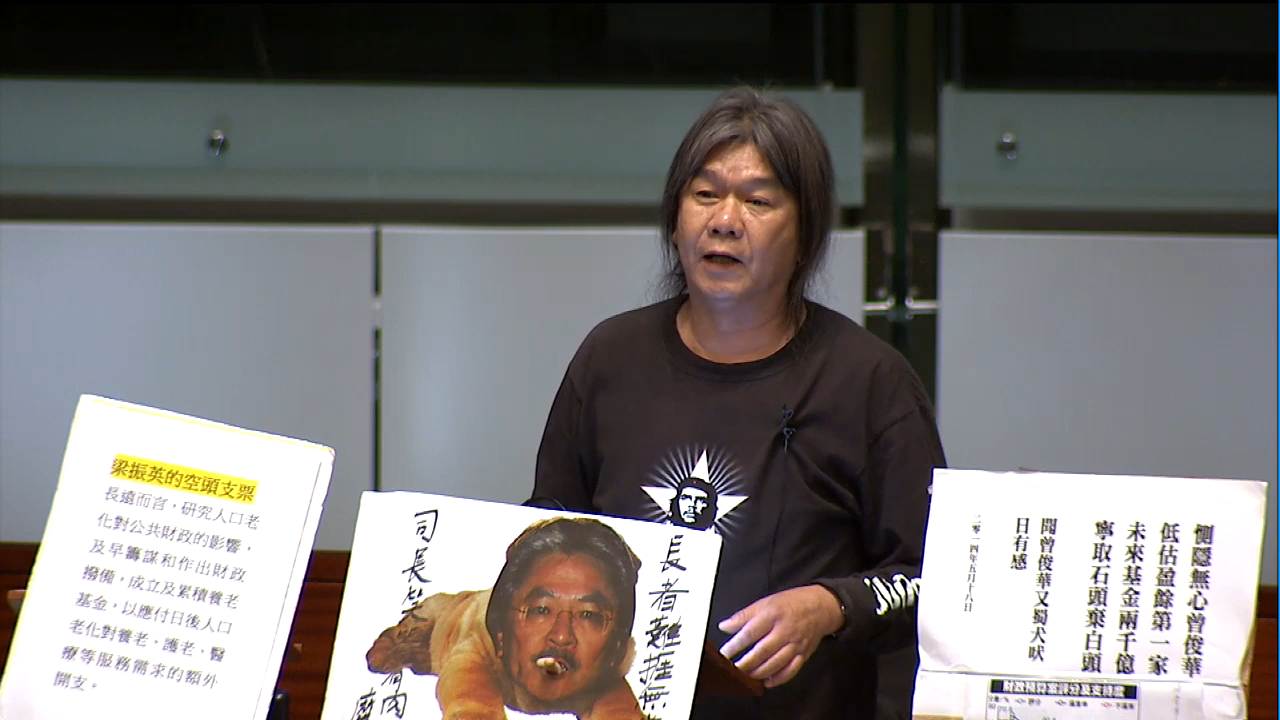 梁振英的空頭支票
長遠而言，研究人口老
化對公共財政的影響，
及早籌謀和作出財政
撥備，成立及累積養老
基金，以應付日後人口
老化對養老、護老、醫
療等服務需求的額外
開支。
長者難捱無
司長笑
肉
惻隱無心曾俊華
低估盈餘第一家
未來基金兩千億
寧取石頭棄白頭
閱曾俊華又蜀犬吠
日有感
二零一四年五月十八日
財政預算案評分及支持度